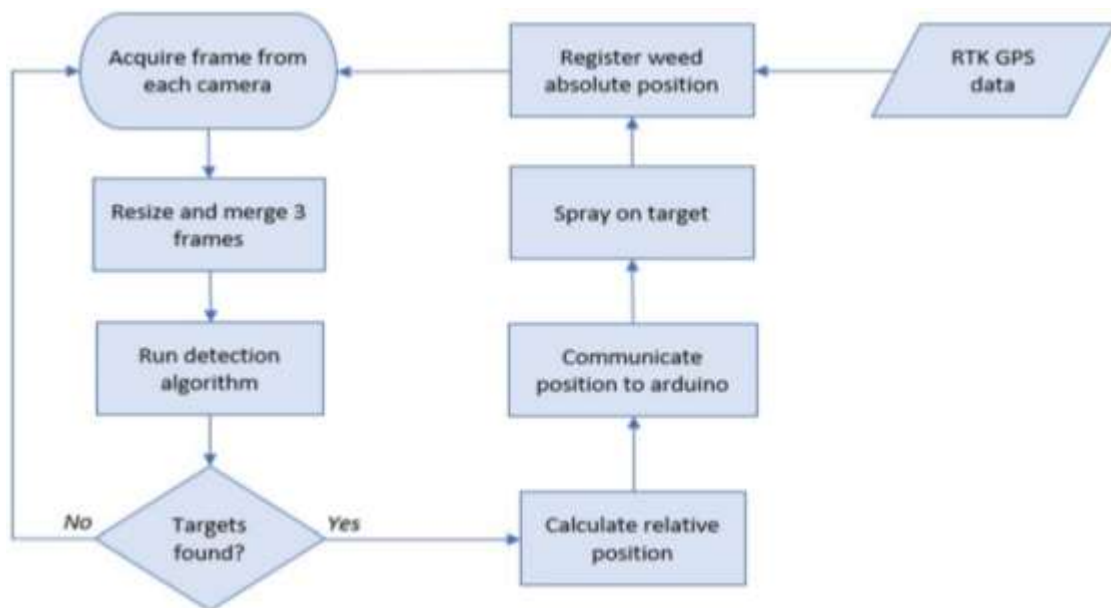 Acquire frame from
each camera
Register weed
absolute position
RTK GPS
data
Resize and merge 3
frames
Spray on target
Run detection
algorithm
Communicate
position to arduino
No
Targets
found?
Yes
Calculate relative
position